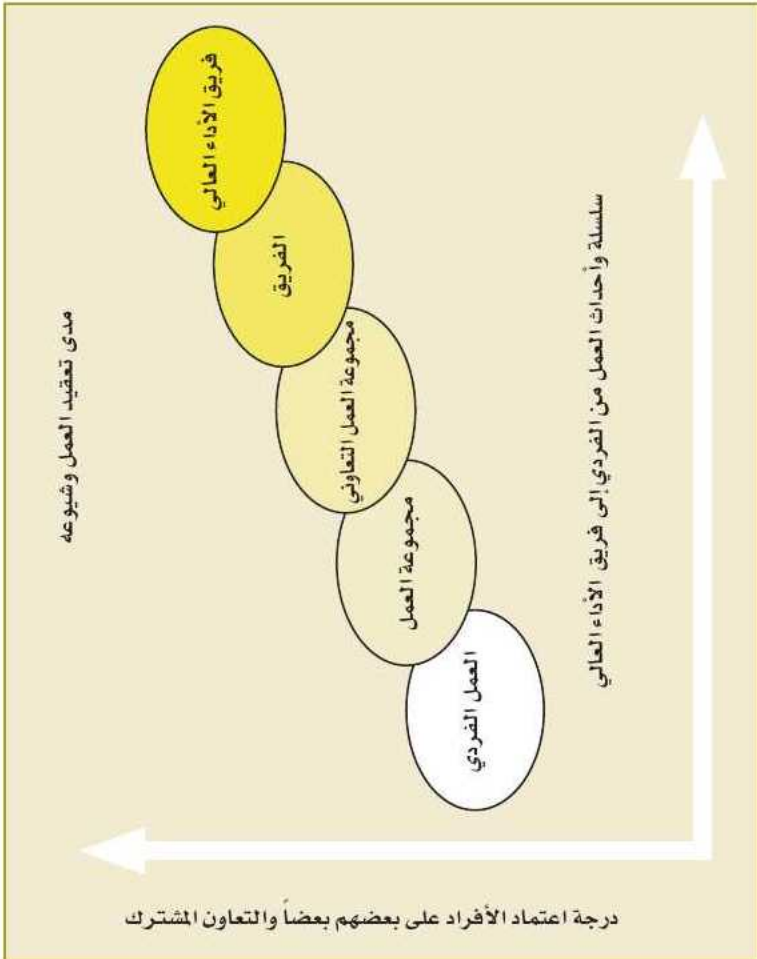 مدى تعقيد العمل وشيوعه
فريق الأداء العالي
الفريق
مجموعة العمل التعاوني
مجموعة العمل
العمل الفردي
سلسلة وأحداث العمل من الفردي إلى فريق الأداء العالي
درجة اعتماد الأفراد على بعضهم بعضاً والتعاون المشترك